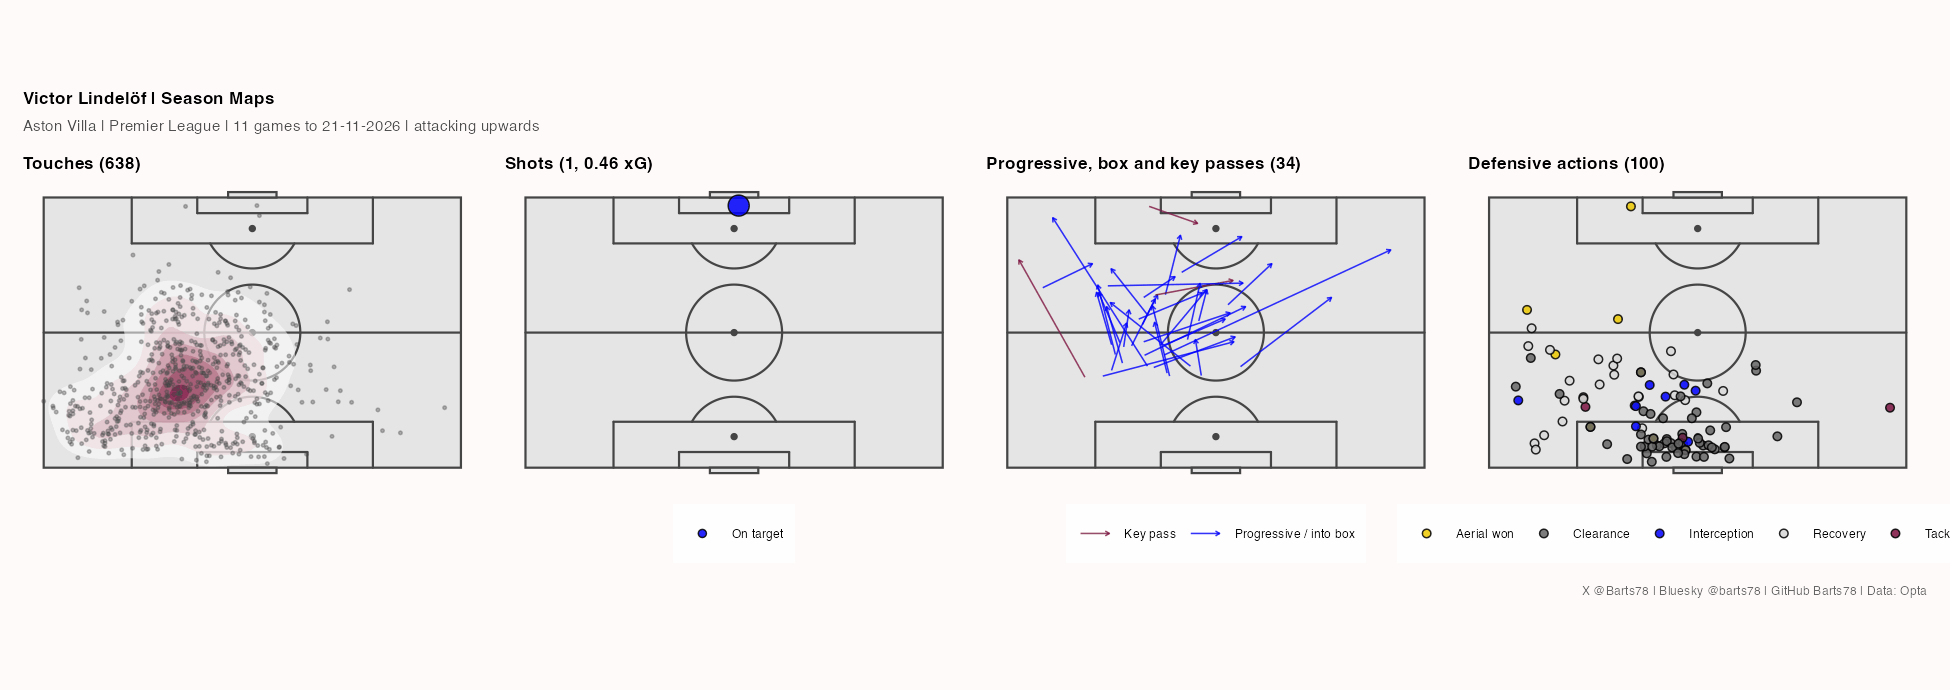 Victor Lindelöf | Season Maps
Aston Villa | Premier League | 11 games to 21-11-2026 | attacking upwards
Touches (638)
Shots (1, 0.46 xG)
Progressive, box and key passes (34)
Defensive actions (100)
On target
Key pass
Progressive / into box
Aerial won
Clearance
Interception
Recovery
Tack
X @Barts78 | Bluesky @barts78 | GitHub Barts78 | Data: Opta